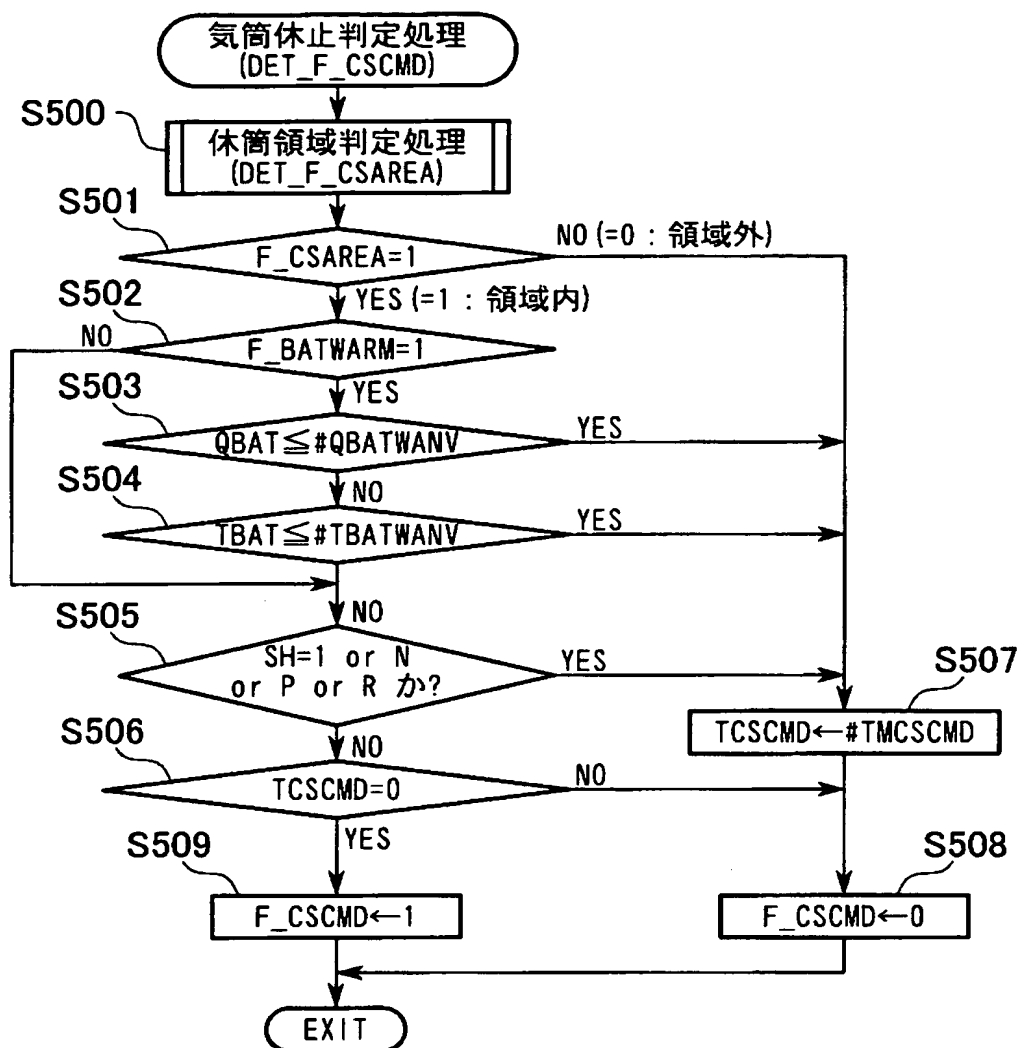 気筒休止判定処理
(DET_F_CSCMD)
S500
休筒領域判定処理
(DET_F_CSAREA)
S501
F_CSAREA=1
NO (=0 : 領域外)
YES (=1 : 領域内)
S502
NO
F_BATWARM=1
YES
S503
QBAT≦#QBATWANV
YES
NO
S504
TBAT≦#TBATWANV
YES
NO
S505
SH=1 or N
or P or R か?
YES
NO
S507
TCSCMD←#TMCSCMD
S506
TCSCMD=0
NO
YES
S509
F_CSCMD←1
S508
F_CSCMD←0
EXIT